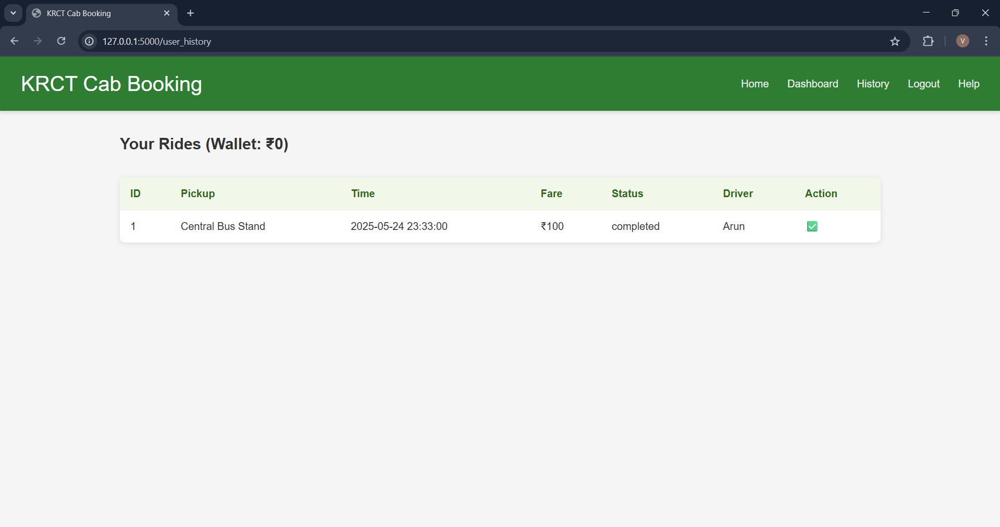 KRCT Cab Booking
127.0.0.1:5000/user_history
V
KRCT Cab Booking
Home Dashboard History Logout Help
Your Rides (Wallet: ₹0)
ID Pickup Time Fare Status Driver Action
1 Central Bus Stand 2025-05-24 23:33:00 ₹100 completed Arun ✅